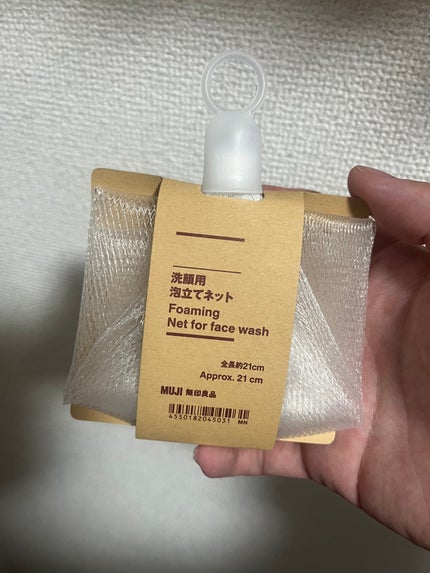 洗顔用
泡立てネット
Foaming
Net for face wash
全長約21cm
Approx. 21 cm
MUJI 無印良品
4550182045031 MN